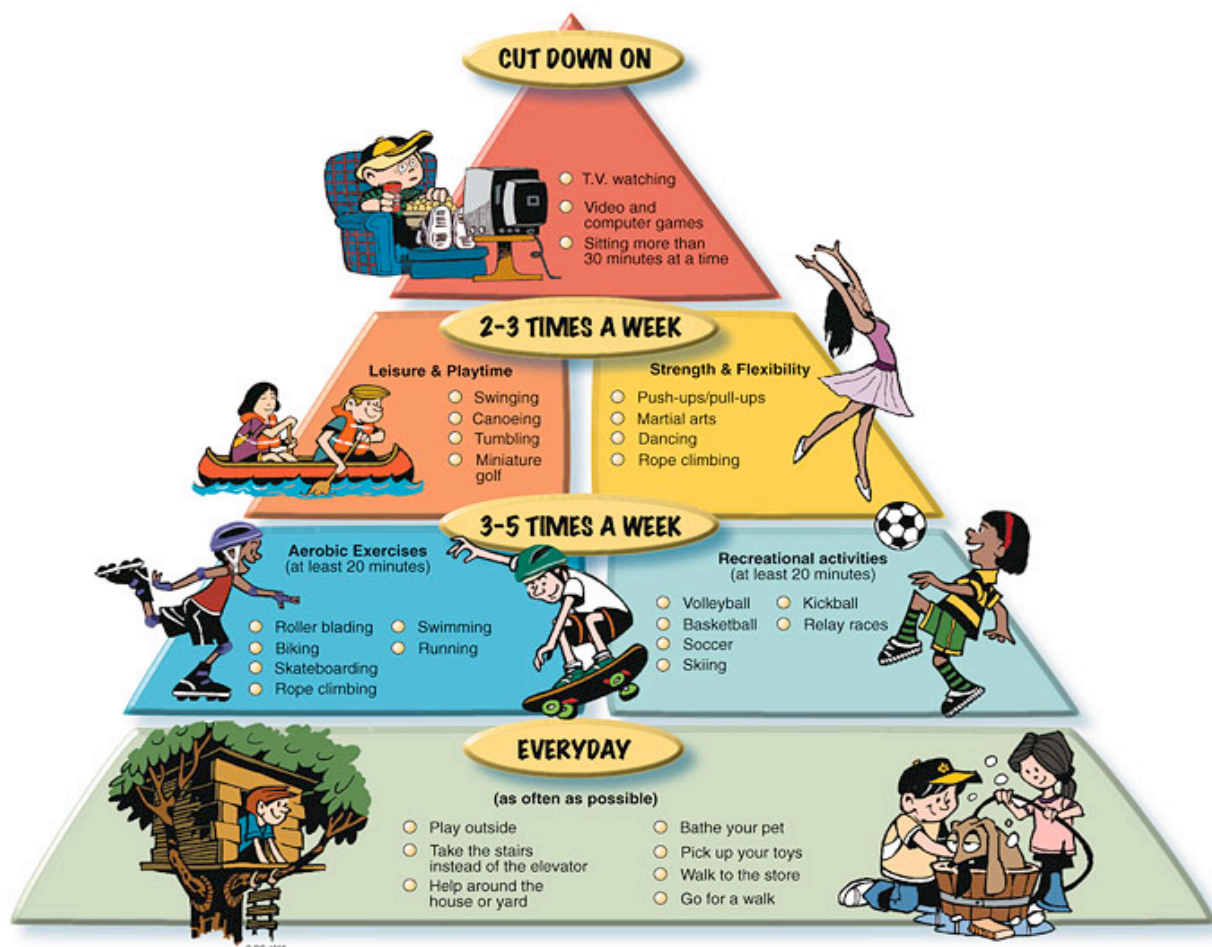 CUT DOWN ON
T.V. watching
Video and
computer games
Sitting more than
30 minutes at a time
2-3 TIMES A WEEK
Leisure & Playtime
Swinging
Canoeing
Tumbling
Miniature
golf
Strength & Flexibility
Push-ups/pull-ups
Martial arts
Dancing
Rope climbing
3-5 TIMES A WEEK
Aerobic Exercises
(at least 20 minutes)
Roller blading
Biking
Skateboarding
Rope climbing
Swimming
Running
Recreational activities
(at least 20 minutes)
Volleyball
Basketball
Soccer
Skiing
Kickball
Relay races
EVERYDAY
(as often as possible)
Play outside
Take the stairs
instead of the elevator
Help around the
house or yard
Bathe your pet
Pick up your toys
Walk to the store
Go for a walk